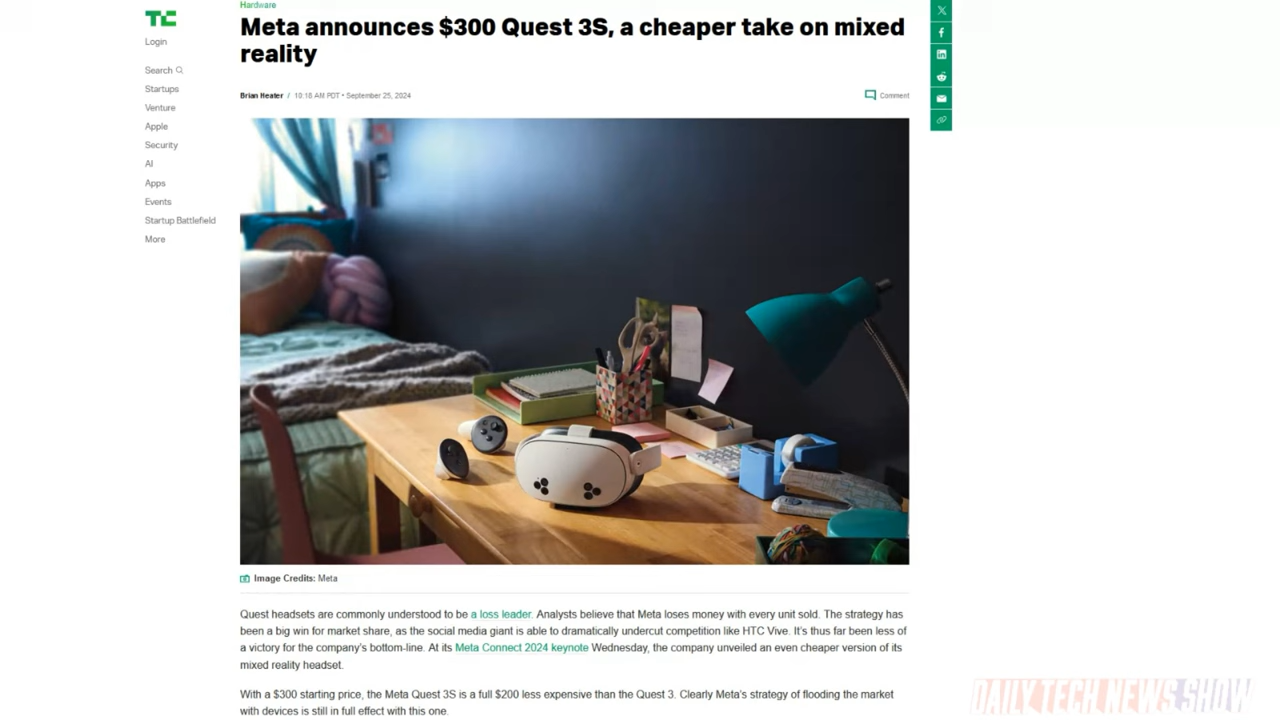 TC
Login
Search
Startups
Venture
Apple
Security
AI
Apps
Events
Startup Battlefield
More
Hardware
Meta announces $300 Quest 3S, a cheaper take on mixed
reality
Brian Heater / 10:16 AM PDT • September 25, 2024
Comment
Image Credits: Meta
Quest headsets are commonly understood to be a loss leader. Analysts believe that Meta loses money with every unit sold. The strategy has
been a big win for market share, as the social media giant is able to dramatically undercut competition like HTC Vive. It's thus far been less of
a victory for the company's bottom-line. At its Meta Connect 2024 keynote Wednesday, the company unveiled an even cheaper version of its
mixed reality headset.
With a $300 starting price, the Meta Quest 3S is a full $200 less expensive than the Quest 3. Clearly Meta's strategy of flooding the market
with devices is still in full effect with this one.
DAILY TECH NEWS SHOW